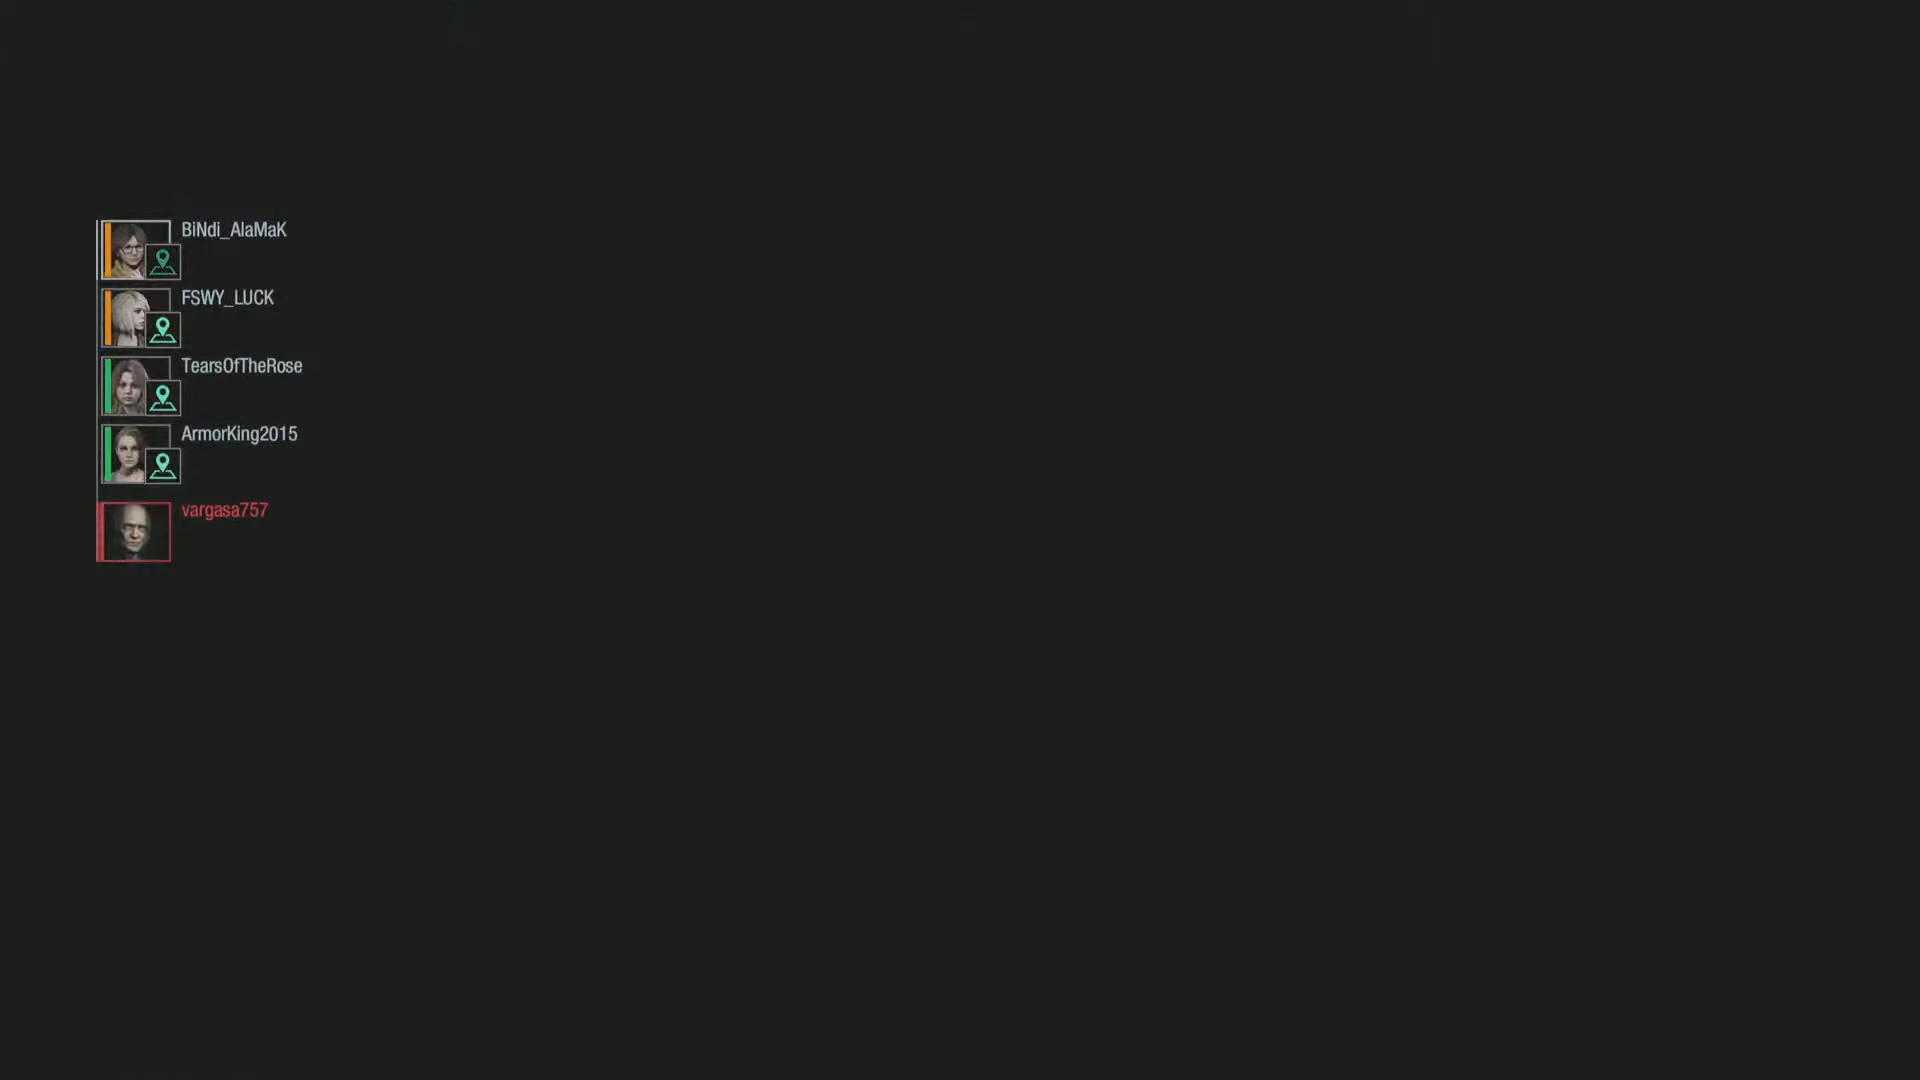 BiNdi_AlaMaK
FSWY_LUCK
TearsOfTheRose
ArmorKing2015
vargasa757